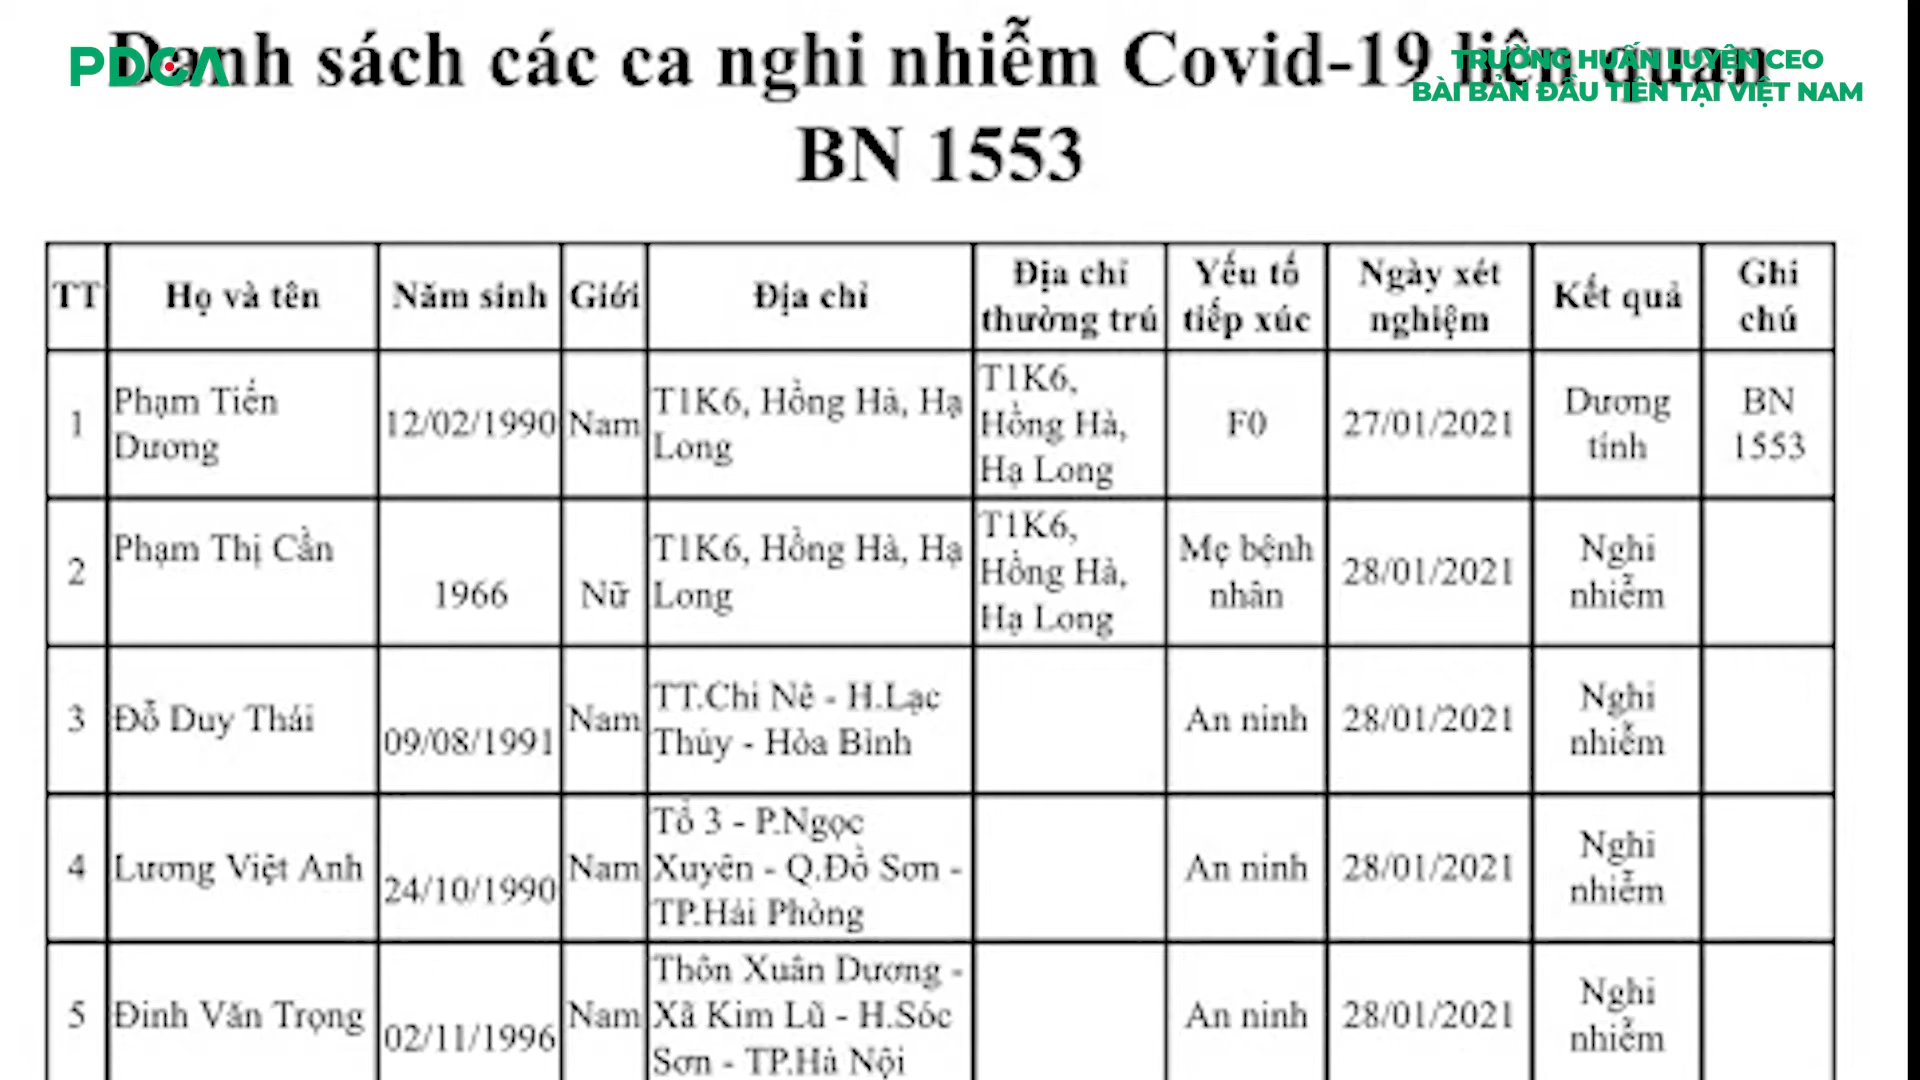 PDCA
TRƯỜNG HUẤN LUYỆN CEO
BÀI BẢN ĐẦU TIÊN TẠI VIỆT NAM
Danh sách các ca nghi nhiễm Covid-19 liên quan
BN 1553
TT Họ và tên Năm sinh Giới Địa chỉ Địa chỉ thường trú Yếu tố tiếp xúc Ngày xét nghiệm Kết quả Ghi chú
1 Phạm Tiến Dương 12/02/1990 Nam T1K6, Hồng Hà, Hạ Long T1K6, Hồng Hà, Hạ Long F0 27/01/2021 Dương tính BN 1553
2 Phạm Thị Cần 1966 Nữ T1K6, Hồng Hà, Hạ Long T1K6, Hồng Hà, Hạ Long Mẹ bệnh nhân 28/01/2021 Nghi nhiễm
3 Đỗ Duy Thái 09/08/1991 Nam TT.Chi Nê - H.Lạc Thủy - Hòa Bình An ninh 28/01/2021 Nghi nhiễm
4 Lương Việt Anh 24/10/1990 Nam Tổ 3 - P.Ngọc Xuyên - Q.Đồ Sơn - TP.Hải Phòng An ninh 28/01/2021 Nghi nhiễm
5 Đinh Văn Trọng 02/11/1996 Nam Thôn Xuân Dương - Xã Kim Lũ - H.Sóc Sơn - TP.Hà Nội An ninh 28/01/2021 Nghi nhiễm